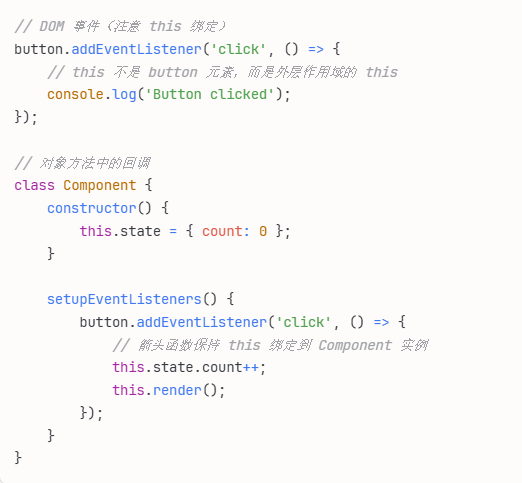 // DOM 事件（注意 this 绑定）
button.addEventListener('click', () => {
    // this 不是 button 元素，而是外层作用域的 this
    console.log('Button clicked');
});

// 对象方法中的回调
class Component {
    constructor() {
        this.state = { count: 0 };
    }

    setupEventListeners() {
        button.addEventListener('click', () => {
            // 箭头函数保持 this 绑定到 Component 实例
            this.state.count++;
            this.render();
        });
    }
}